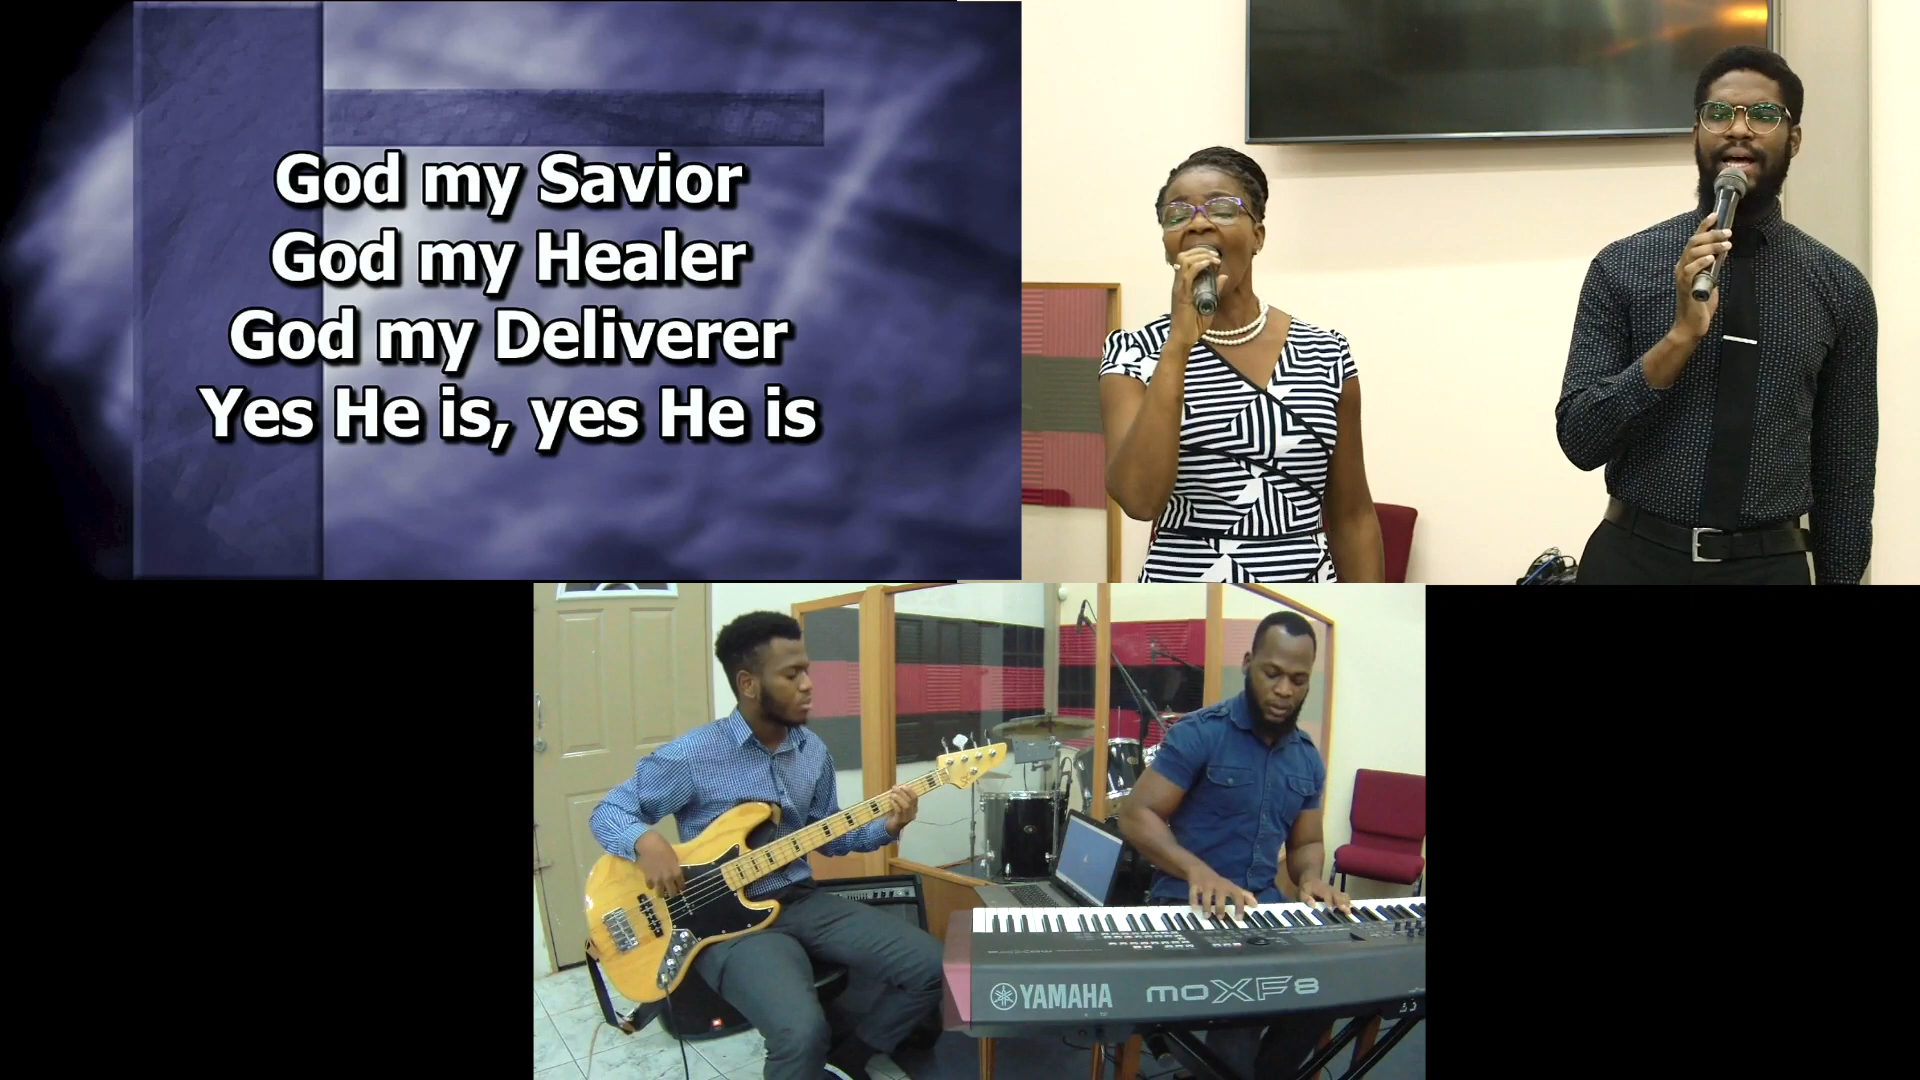 God my Savior
God my Healer
God my Deliverer
Yes He is, yes He is
YAMAHA MOXF8